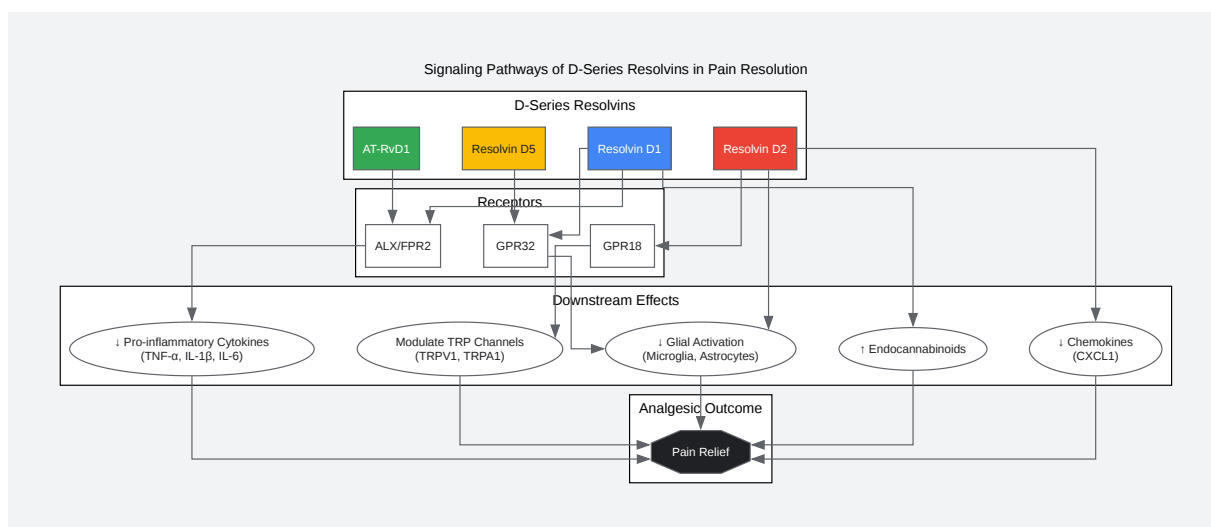 Signaling Pathways of D-Series Resolvins in Pain Resolution
D-Series Resolvins
AT-RvD1
Resolvin D5
Resolvin D1
Resolvin D2
Receptors
ALX/FPR2
GPR32
GPR18
Downstream Effects
↓ Pro-inflammatory Cytokines
(TNF-α, IL-1β, IL-6)
Modulate TRP Channels
(TRPV1, TRPA1)
↓ Glial Activation
(Microglia, Astrocytes)
↑ Endocannabinoids
↓ Chemokines
(CXCL1)
Analgesic Outcome
Pain Relief